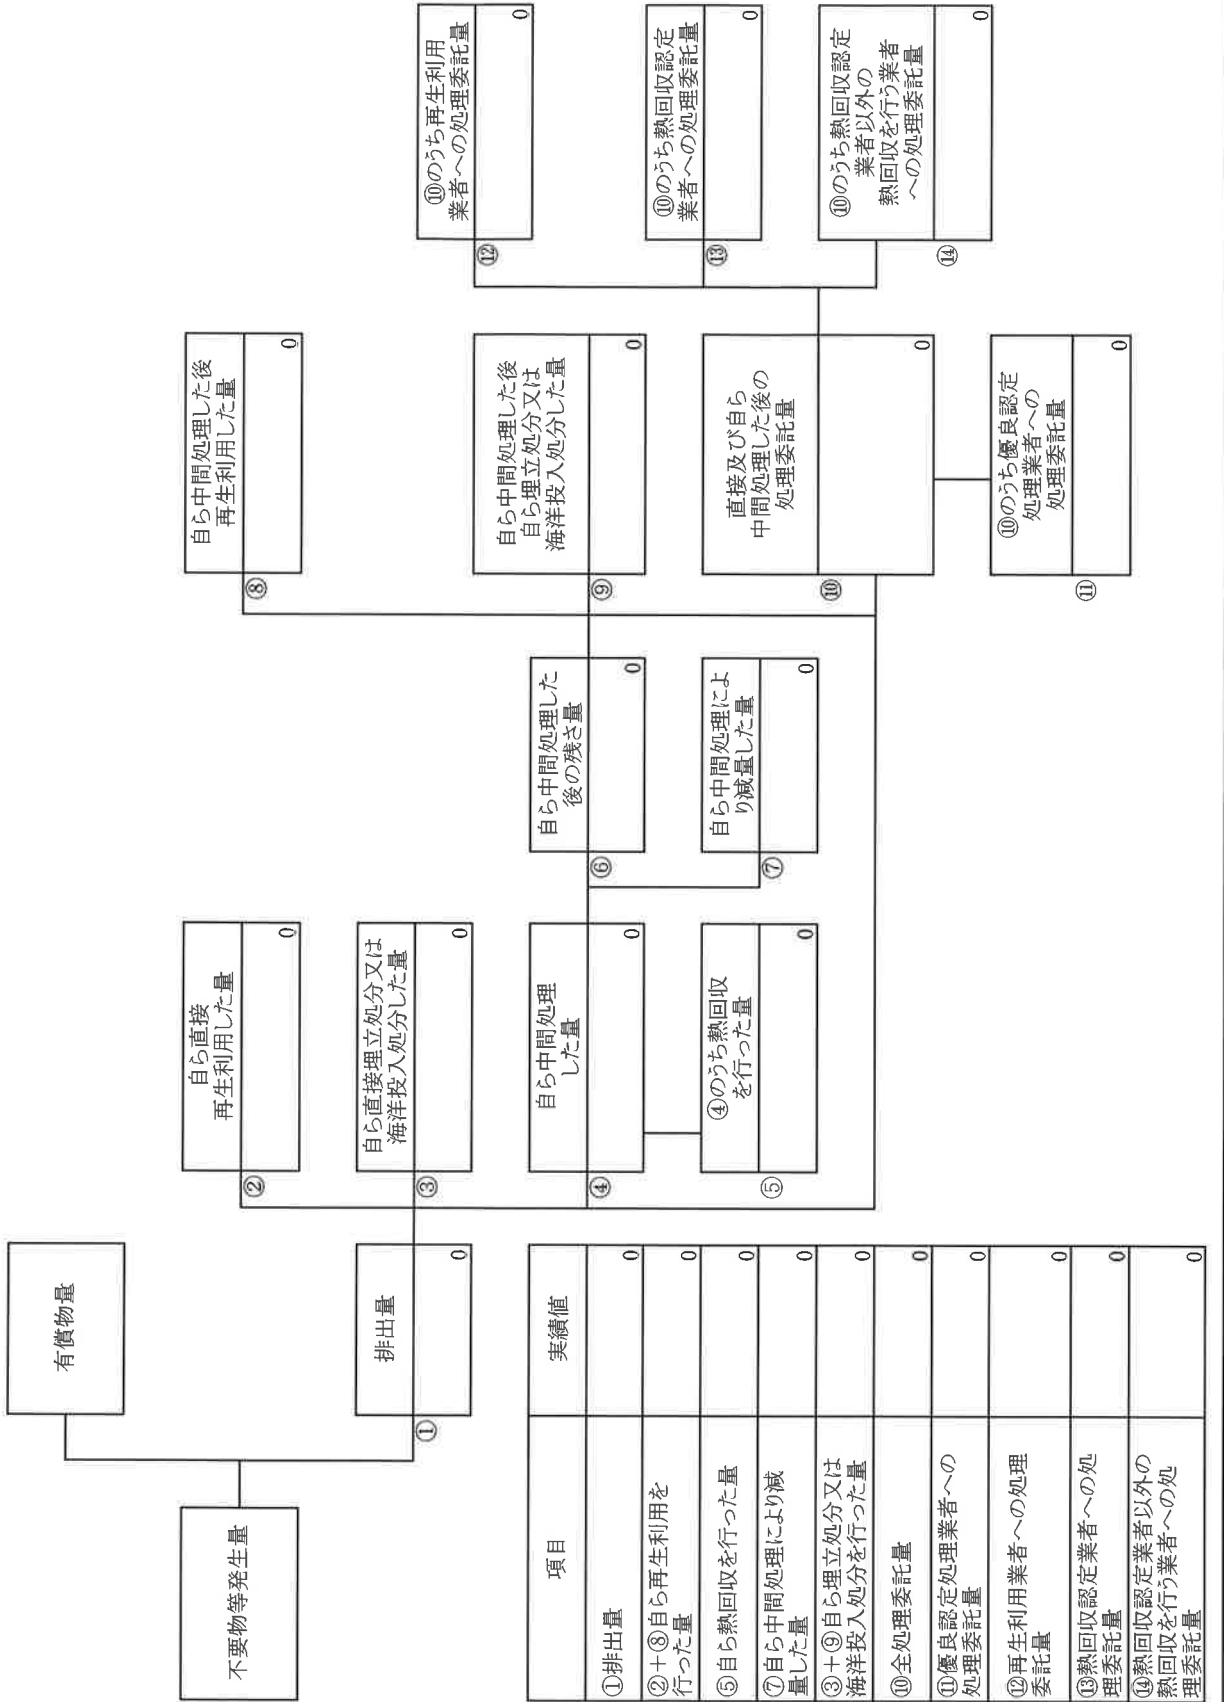 有償物量
不要物等発生量
①
排出量
0
②
自ら直接
再生利用した量
0
③
自ら直接埋立処分又は
海洋投入処分した量
0
④
自ら中間処理
した量
0
⑤
④のうち熱回収
を行った量
0
⑥
自ら中間処理した
後の残さ量
0
⑦
自ら中間処理によ
り減量した量
0
⑧
自ら中間処理した後
再生利用した量
0
⑨
自ら中間処理した後
自ら埋立処分又は
海洋投入処分した量
0
⑩
直接及び自ら
中間処理した後の
処理委託量
0
⑪
⑩のうち優良認定
処理業者への
処理委託量
0
⑫
⑩のうち再生利用
業者への処理委託量
0
⑬
⑩のうち熱回収認定
業者への処理委託量
0
⑭
⑩のうち熱回収認定
業者以外の
熱回収を行う業者
への処理委託量
0
項目 実績値
①排出量 0
②+⑧自ら再生利用を
行った量 0
⑤自ら熱回収を行った量 0
⑦自ら中間処理により減
量した量 0
③+⑨自ら埋立処分又は
海洋投入処分を行った量 0
⑩全処理委託量 0
⑪優良認定処理業者への
処理委託量 0
⑫再生利用業者への処理
委託量 0
⑬熱回収認定業者への処
理委託量 0
⑭熱回収認定業者以外の
熱回収を行う業者への処
理委託量 0